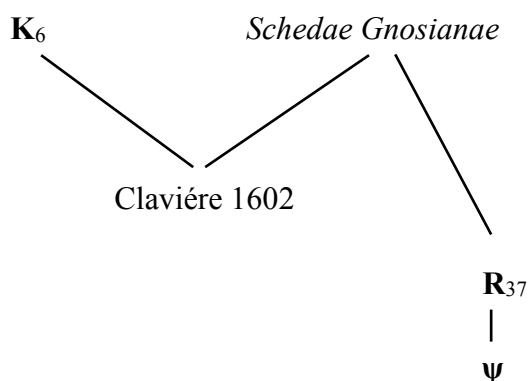 K6 Schedae Gnosianae
Claviére 1602
R37
ψ